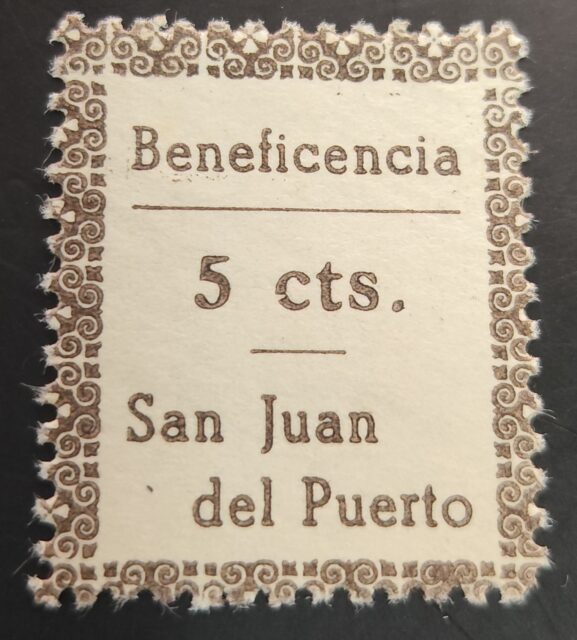 Beneficencia
5 cts.
San Juan
del Puerto